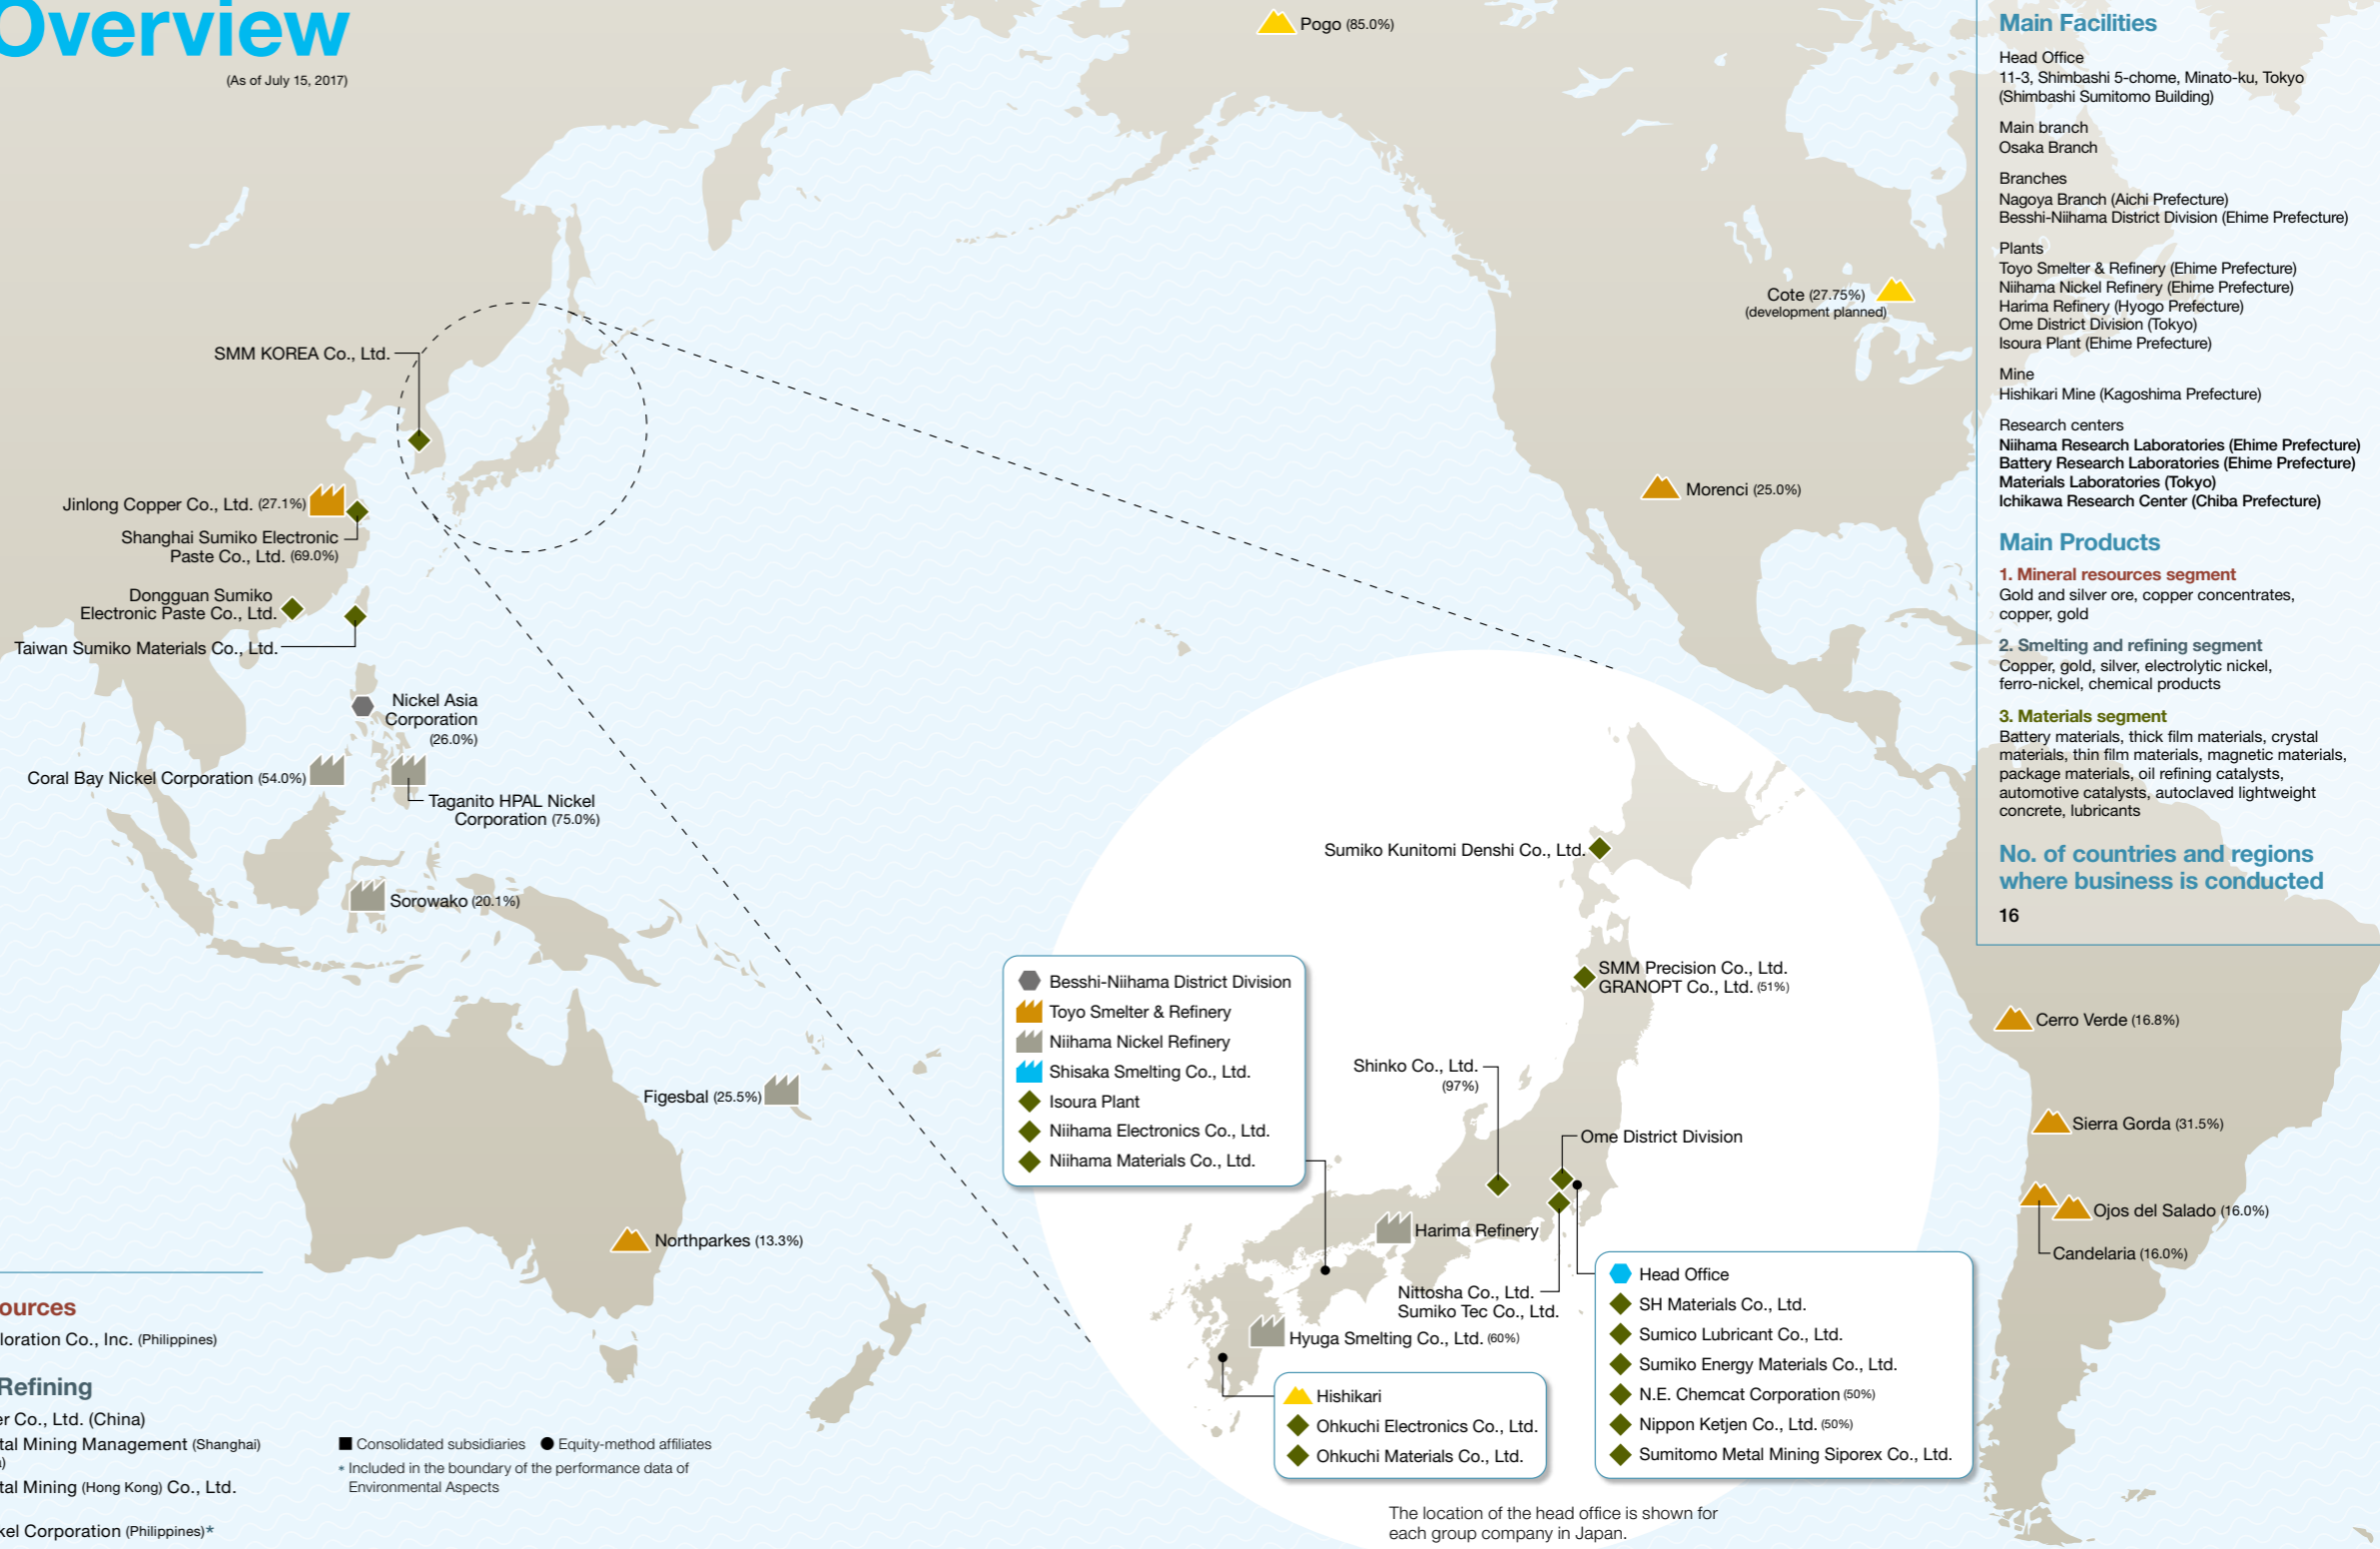 Overview
(As of July 15, 2017)
Pogo (85.0%)
Cote (27.75%)
(development planned)
Morenci (25.0%)
SMM KOREA Co., Ltd.
Jinlong Copper Co., Ltd. (27.1%)
Shanghai Sumiko Electronic
Paste Co., Ltd. (69.0%)
Dongguan Sumiko
Electronic Paste Co., Ltd.
Taiwan Sumiko Materials Co., Ltd.
Nickel Asia
Corporation
(26.0%)
Coral Bay Nickel Corporation (54.0%)
Taganito HPAL Nickel
Corporation (75.0%)
Sorowako (20.1%)
Figesbal (25.5%)
Northparkes (13.3%)
Cerro Verde (16.8%)
Sierra Gorda (31.5%)
Ojos del Salado (16.0%)
Candelaria (16.0%)
Sumiko Kunitomi Denshi Co., Ltd.
SMM Precision Co., Ltd.
GRANOPT Co., Ltd. (51%)
Shinko Co., Ltd.
(97%)
Ome District Division
Harima Refinery
Nittosha Co., Ltd.
Sumiko Tec Co., Ltd.
Hyuga Smelting Co., Ltd. (60%)
Besshi-Niihama District Division
Toyo Smelter & Refinery
Niihama Nickel Refinery
Shisaka Smelting Co., Ltd.
Isoura Plant
Niihama Electronics Co., Ltd.
Niihama Materials Co., Ltd.
Hishikari
Ohkuchi Electronics Co., Ltd.
Ohkuchi Materials Co., Ltd.
Head Office
SH Materials Co., Ltd.
Sumico Lubricant Co., Ltd.
Sumiko Energy Materials Co., Ltd.
N.E. Chemcat Corporation (50%)
Nippon Ketjen Co., Ltd. (50%)
Sumitomo Metal Mining Siporex Co., Ltd.
The location of the head office is shown for
each group company in Japan.
ources
loration Co., Inc. (Philippines)
Refining
er Co., Ltd. (China)
tal Mining Management (Shanghai)
a)
tal Mining (Hong Kong) Co., Ltd.
kel Corporation (Philippines)*
■ Consolidated subsidiaries ● Equity-method affiliates
* Included in the boundary of the performance data of
Environmental Aspects
Main Facilities
Head Office
11-3, Shimbashi 5-chome, Minato-ku, Tokyo
(Shimbashi Sumitomo Building)
Main branch
Osaka Branch
Branches
Nagoya Branch (Aichi Prefecture)
Besshi-Niihama District Division (Ehime Prefecture)
Plants
Toyo Smelter & Refinery (Ehime Prefecture)
Niihama Nickel Refinery (Ehime Prefecture)
Harima Refinery (Hyogo Prefecture)
Ome District Division (Tokyo)
Isoura Plant (Ehime Prefecture)
Mine
Hishikari Mine (Kagoshima Prefecture)
Research centers
Niihama Research Laboratories (Ehime Prefecture)
Battery Research Laboratories (Ehime Prefecture)
Materials Laboratories (Tokyo)
Ichikawa Research Center (Chiba Prefecture)
Main Products
1. Mineral resources segment
Gold and silver ore, copper concentrates,
copper, gold
2. Smelting and refining segment
Copper, gold, silver, electrolytic nickel,
ferro-nickel, chemical products
3. Materials segment
Battery materials, thick film materials, crystal
materials, thin film materials, magnetic materials,
package materials, oil refining catalysts,
automotive catalysts, autoclaved lightweight
concrete, lubricants
No. of countries and regions
where business is conducted
16